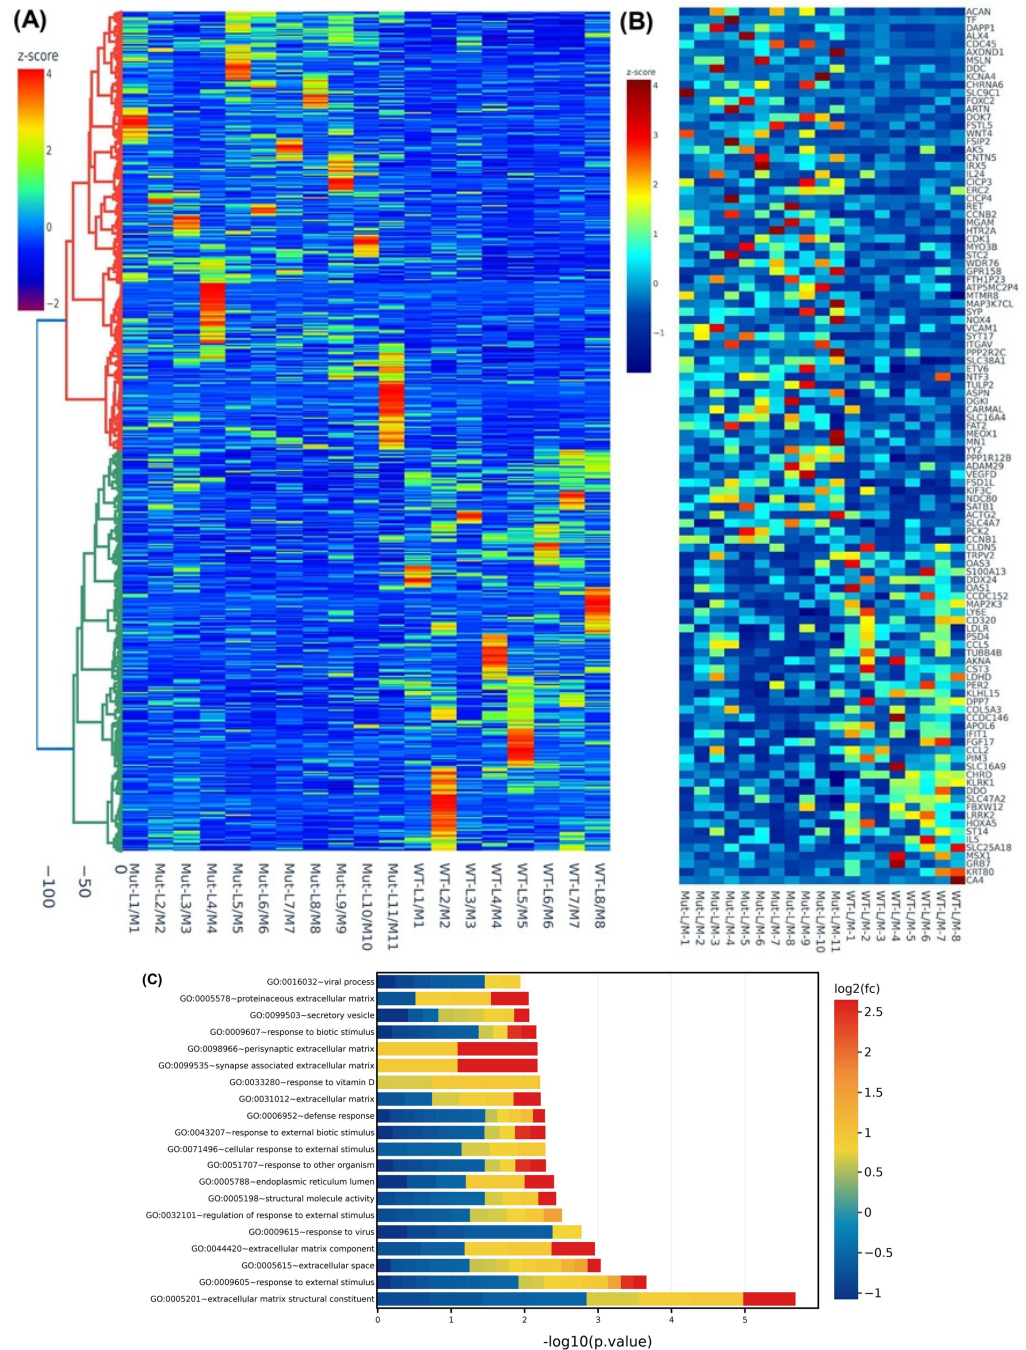 (A)
z-score
4
2
0
−2
−100
−50
0
Mut-L1/M1
Mut-L2/M2
Mut-L3/M3
Mut-L4/M4
Mut-L5/M5
Mut-L6/M6
Mut-L7/M7
Mut-L8/M8
Mut-L9/M9
Mut-L10/M10
Mut-L11/M11
WT-L1/M1
WT-L2/M2
WT-L3/M3
WT-L4/M4
WT-L5/M5
WT-L6/M6
WT-L7/M7
WT-L8/M8
(B)
z-score
4
3
2
1
0
−1
ACAN
TF
DAPP1
ALX4
CDC45
AXDND1
MSLN
DDC
KCNA4
CHRNA6
SLC9C1
FOXC2
ARTN
DOK7
FSTL5
WNT4
FSIP2
AK5
CNTN5
IRX5
IL24
CICP3
ERC2
CICP4
RET
CCNB2
MGAM
HTR2A
CDK1
MYO3B
STC2
WDR76
GPR158
FTH1P23
ATP5MC2P4
MTMR8
MAP3K7CL
SYP
NOX4
VCAM1
SYT17
ITGAV
PPP2R2C
SLC38A1
ETV6
NTF3
TULP2
ASPN
DGKI
CARMAL
SLC16A4
FAT2
MEOX1
MN1
YY2
PPP1R12B
ADAM29
VEGFD
FSD1L
KIF3C
NDC80
SATB1
ACTG2
SLC4A7
PCK2
CCNB1
CLDN5
TRPV2
OAS3
S100A13
DDX24
OAS1
CCDC152
MAP2K3
LY6E
CD320
LDLR
PSD4
CCL5
TUBB4B
AKNA
CST3
LDHD
PER2
KLHL15
DPP7
COL5A3
CCDC146
APOL6
IFIT1
FGF17
CCL2
PIM3
SLC16A9
CHRD
KLRK1
DDO
SLC47A2
FBXW12
LRRK2
HOXA5
ST14
IL5
SLC25A18
MSX1
GRB7
KRT80
CA4
Mut-L/M-1
Mut-L/M-2
Mut-L/M-3
Mut-L/M-4
Mut-L/M-5
Mut-L/M-6
Mut-L/M-7
Mut-L/M-8
Mut-L/M-9
Mut-L/M-10
Mut-L/M-11
WT-L/M-1
WT-L/M-2
WT-L/M-3
WT-L/M-4
WT-L/M-5
WT-L/M-6
WT-L/M-7
WT-L/M-8
(C)
GO:0016032~viral process
GO:0005578~proteinaceous extracellular matrix
GO:0099503~secretory vesicle
GO:0009607~response to biotic stimulus
GO:0098966~perisynaptic extracellular matrix
GO:0099535~synapse associated extracellular matrix
GO:0033280~response to vitamin D
GO:0031012~extracellular matrix
GO:0006952~defense response
GO:0043207~response to external biotic stimulus
GO:0071496~cellular response to external stimulus
GO:0051707~response to other organism
GO:0005788~endoplasmic reticulum lumen
GO:0005198~structural molecule activity
GO:0032101~regulation of response to external stimulus
GO:0009615~response to virus
GO:0044420~extracellular matrix component
GO:0005615~extracellular space
GO:0009605~response to external stimulus
GO:0005201~extracellular matrix structural constituent
0 1 2 3 4 5
-log10(p.value)
log2(fc)
2.5
2
1.5
1
0.5
0
−0.5
−1